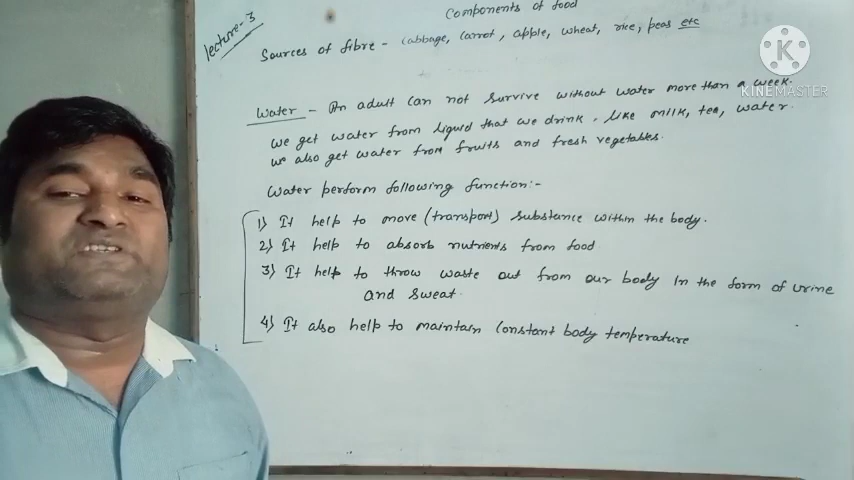 Components of food
lecture-3
Sources of fibre - Cabbage, Carrot, apple, wheat, rice, peas etc
KINEMASTER
Water - An adult can not survive without water more than a week.
We get water from liquid that we drink. like milk, tea, water.
We also get water from fruits and fresh vegetables.
Water perform following function:-
1) It help to move (transport) substance within the body.
2) It help to absorb nutrients from food
3) It help to throw waste out from our body in the form of urine
and sweat.
4) It also help to maintain Constant body temperature